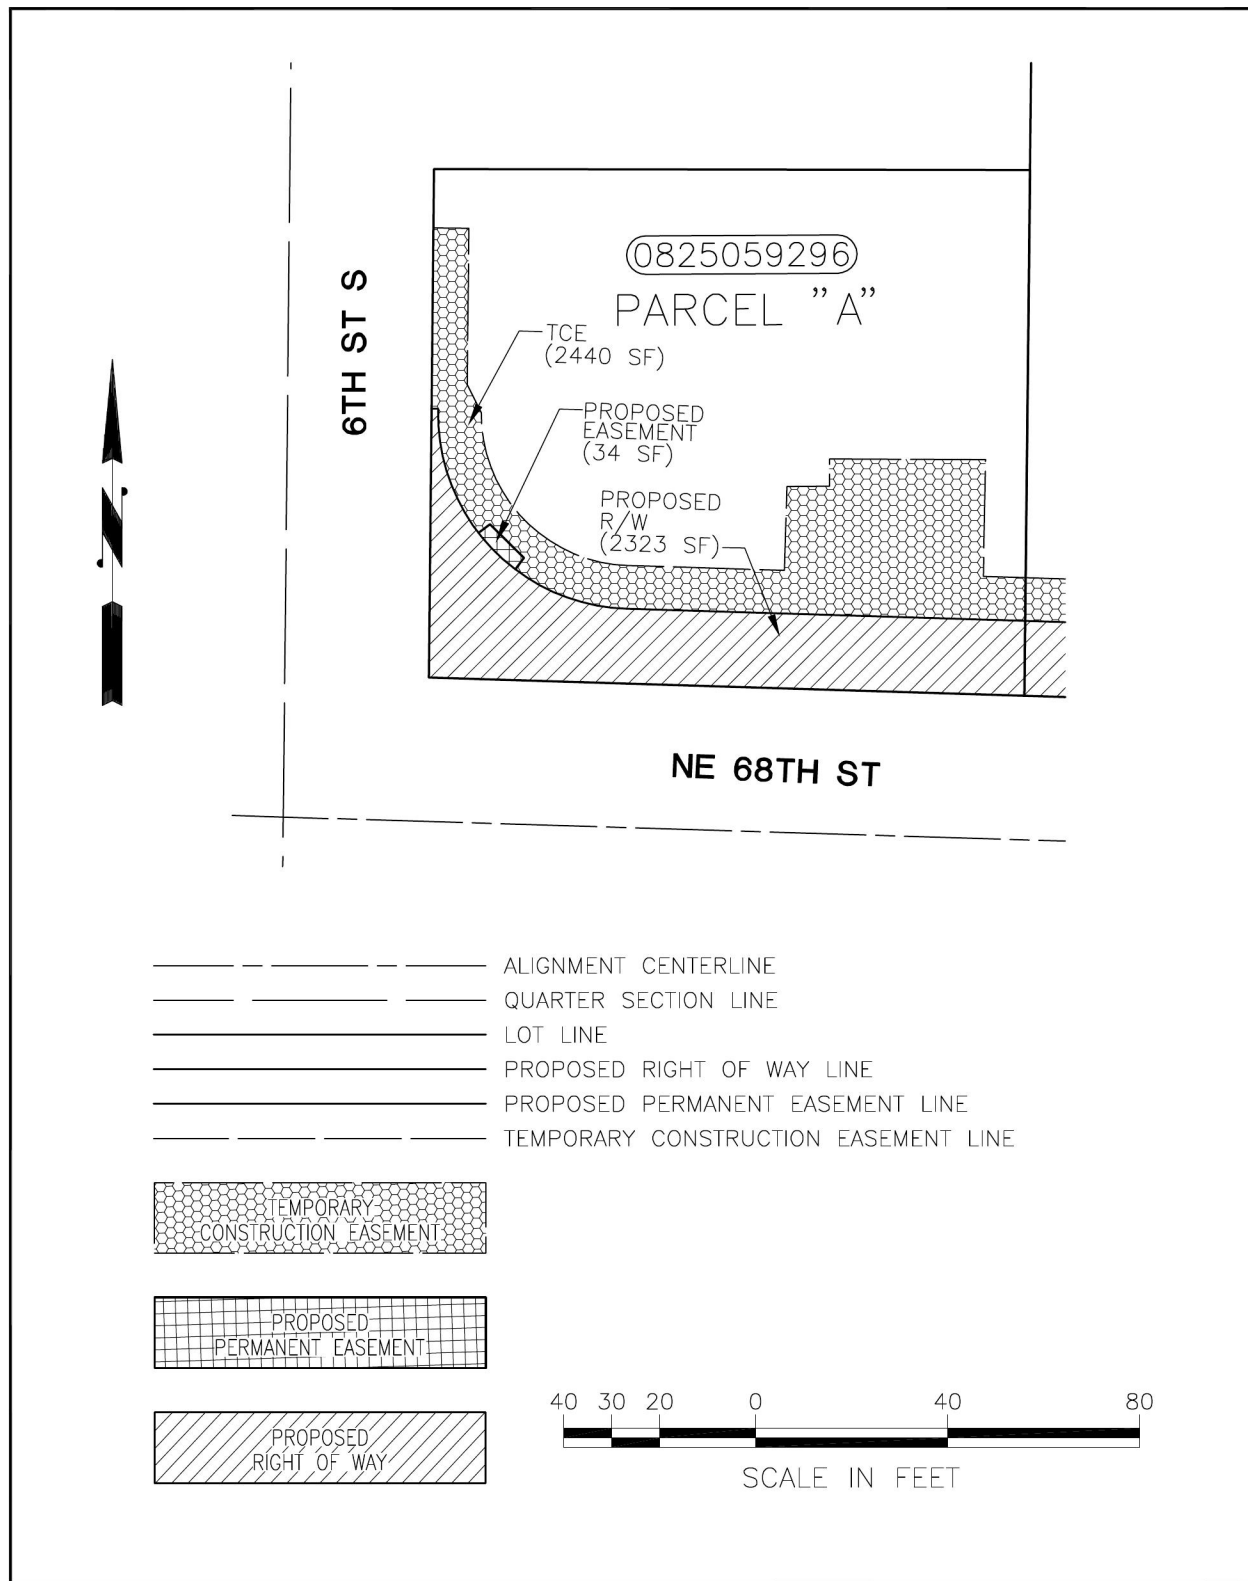 0825059296
PARCEL "A"
6TH ST S
TCE
(2440 SF)
PROPOSED
EASEMENT
(34 SF)
PROPOSED
R/W
(2323 SF)
N
NE 68TH ST
ALIGNMENT CENTERLINE
QUARTER SECTION LINE
LOT LINE
PROPOSED RIGHT OF WAY LINE
PROPOSED PERMANENT EASEMENT LINE
TEMPORARY CONSTRUCTION EASEMENT LINE
TEMPORARY
CONSTRUCTION EASEMENT
PROPOSED
PERMANENT EASEMENT
PROPOSED
RIGHT OF WAY
40 30 20 0 40 80
SCALE IN FEET